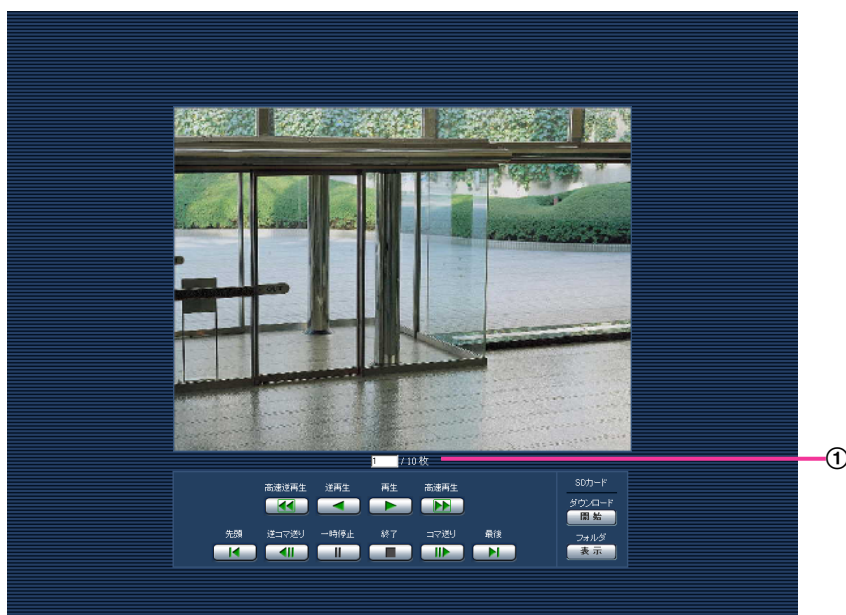 1 / 10 枚
①
高速逆再生 逆再生 再生 高速再生
先頭 逆コマ送り 一時停止 終了 コマ送り 最後
SDカード
ダウンロード
開 始
フォルダ
表 示